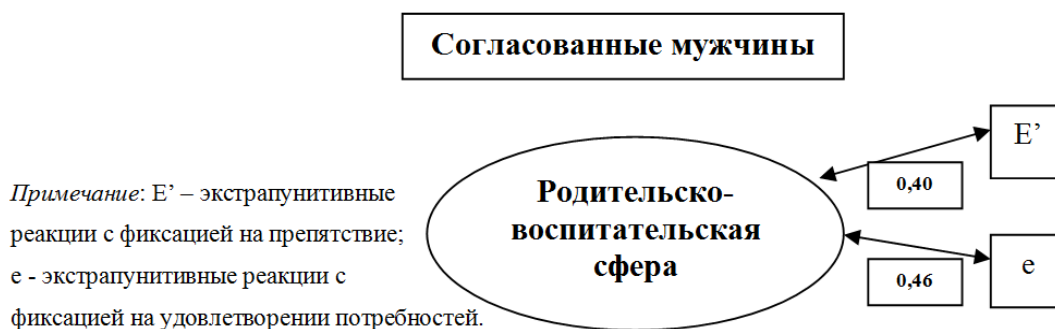 Согласованные мужчины
E’
0,40
Родительско-
воспитательская
сфера
Примечание: E’ – экстрапунитивные
реакции с фиксацией на препятствие;
e - экстрапунитивные реакции с
фиксацией на удовлетворении потребностей.
e
0,46